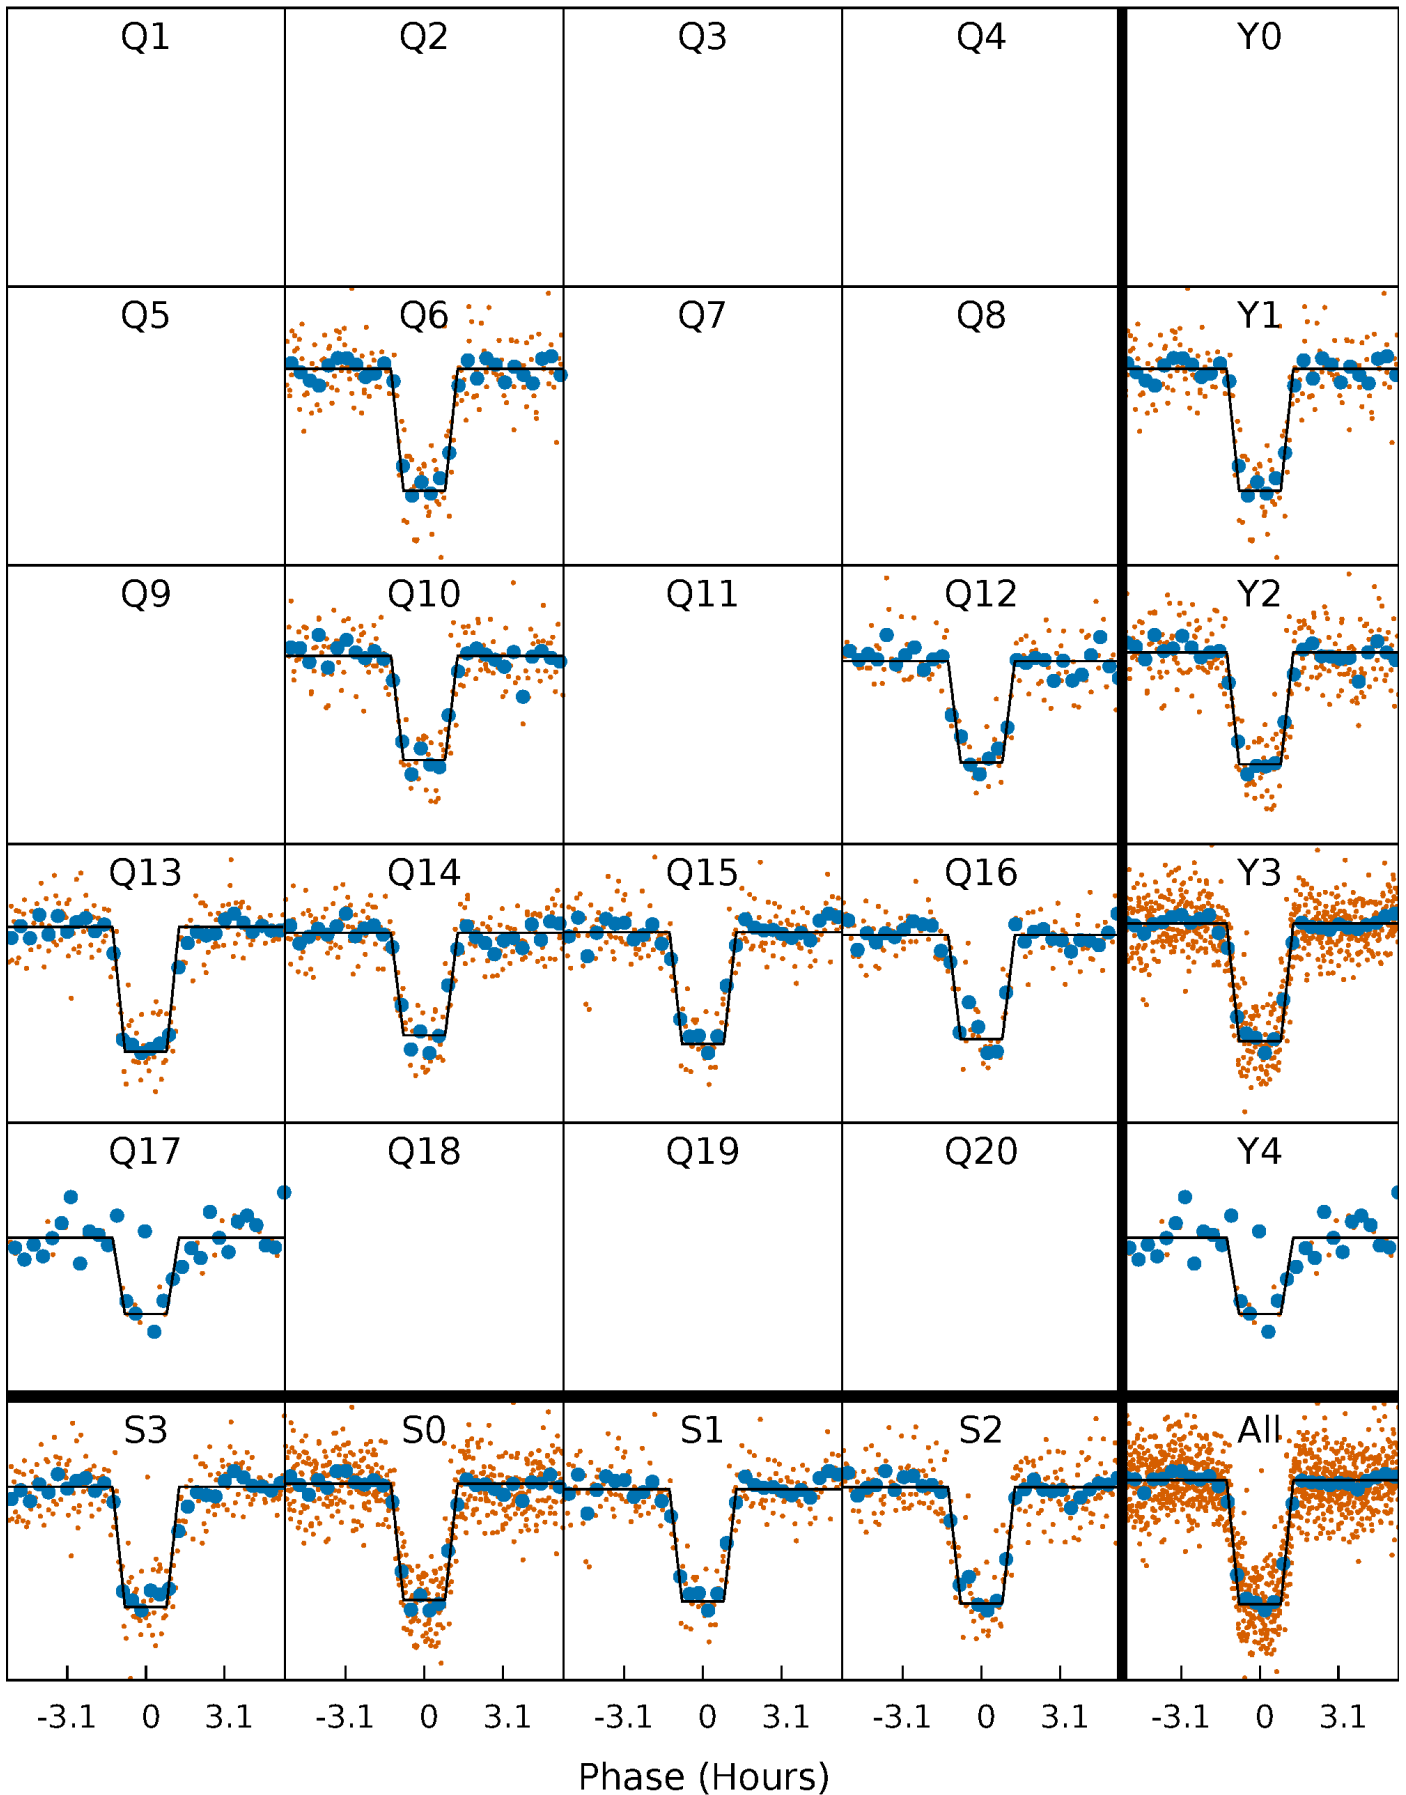 Q1 Q2 Q3 Q4 Y0
Q5 Q6 Q7 Q8 Y1
Q9 Q10 Q11 Q12 Y2
Q13 Q14 Q15 Q16 Y3
Q17 Q18 Q19 Q20 Y4
S3 S0 S1 S2 All
-3.1 0 3.1 -3.1 0 3.1 -3.1 0 3.1 -3.1 0 3.1 -3.1 0 3.1
Phase (Hours)